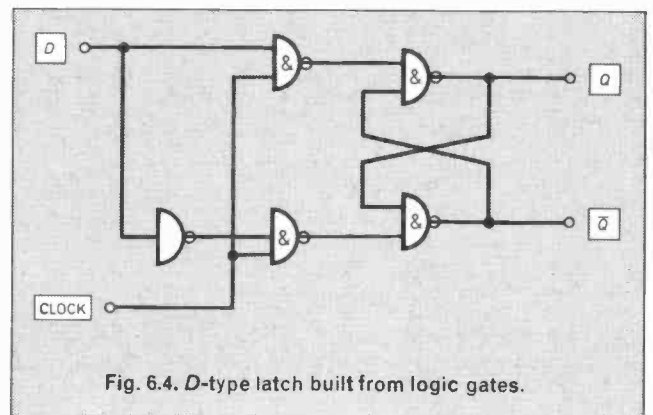 D
&
&
Q
&
&
Q̅
CLOCK
Fig. 6.4. D-type latch built from logic gates.